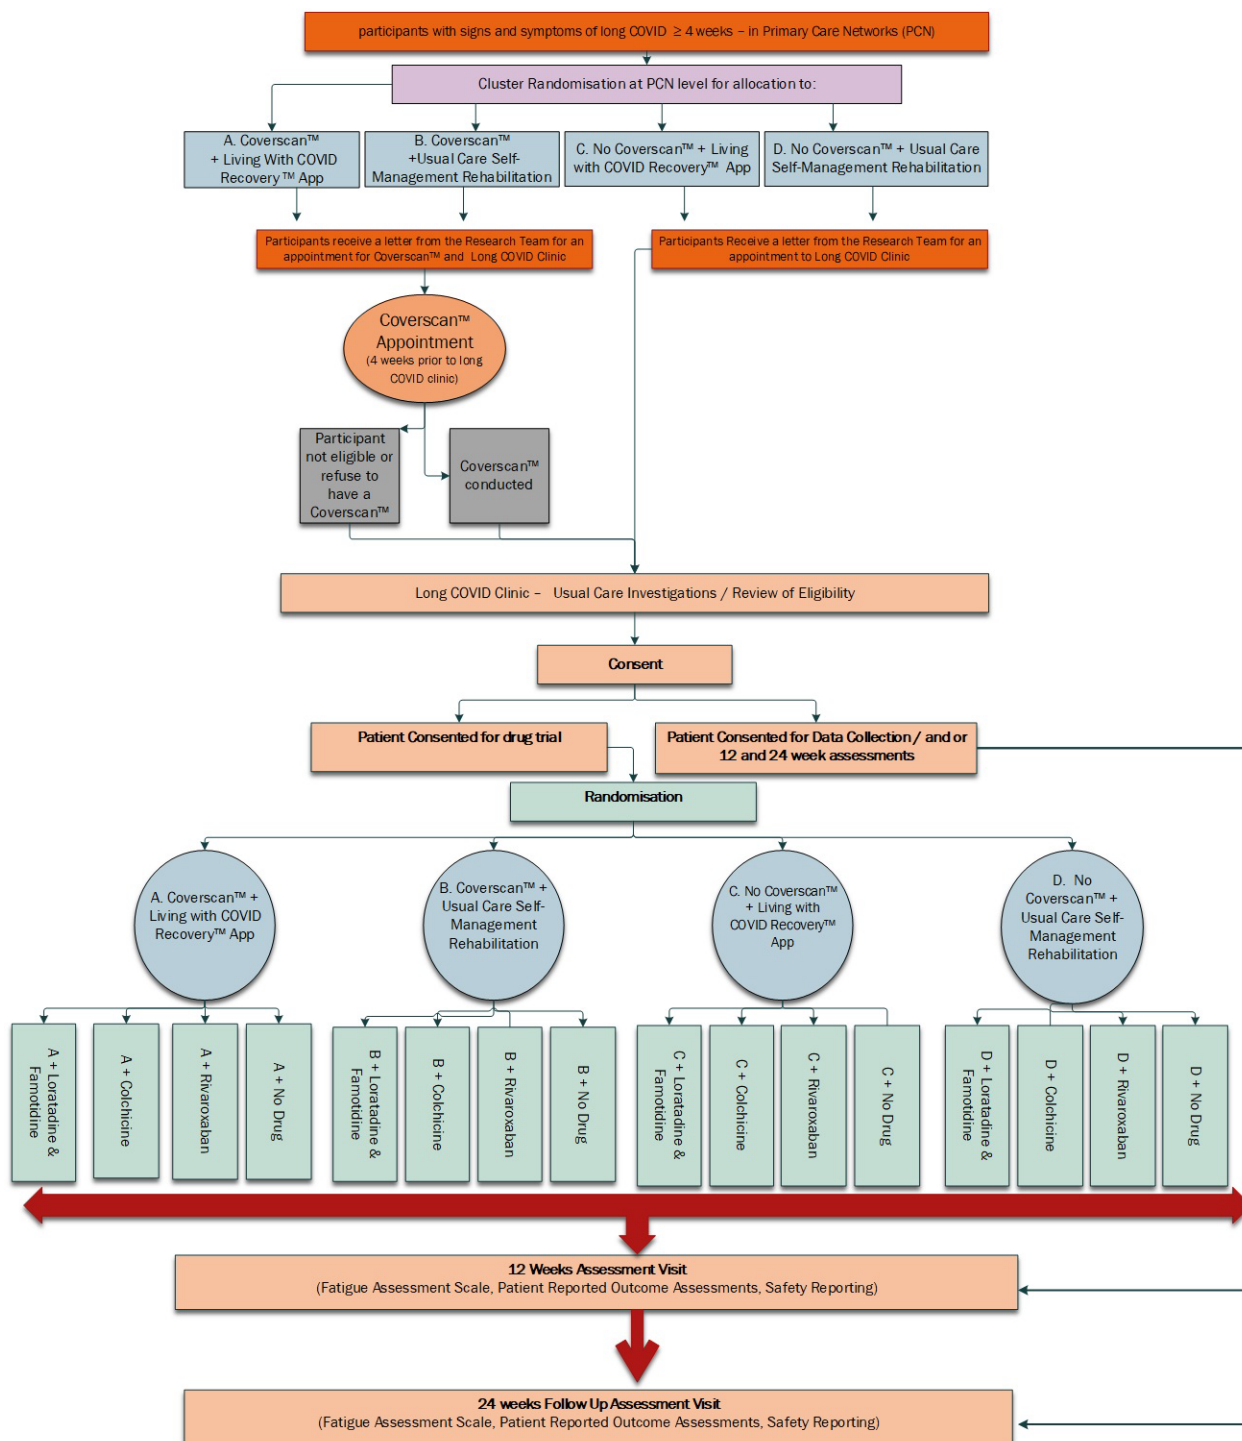 participants with signs and symptoms of long COVID ≥ 4 weeks – in Primary Care Networks (PCN)
Cluster Randomisation at PCN level for allocation to:
A. Coverscan™
+ Living With COVID
Recovery™ App
B. Coverscan™
+Usual Care Self-
Management Rehabilitation
C. No Coverscan™ + Living
with COVID Recovery™ App
D. No Coverscan™ + Usual Care
Self-Management Rehabilitation
Participants receive a letter from the Research Team for an
appointment for Coverscan™ and Long COVID Clinic
Participants Receive a letter from the Research Team for an
appointment to Long COVID Clinic
Coverscan™
Appointment
(4 weeks prior to long
COVID clinic)
Participant
not eligible or
refuse to
have a
Coverscan™
Coverscan™
conducted
Long COVID Clinic – Usual Care Investigations / Review of Eligibility
Consent
Patient Consented for drug trial
Patient Consented for Data Collection / and or
12 and 24 week assessments
Randomisation
A. Coverscan™ +
Living with COVID
Recovery™ App
B. Coverscan™ +
Usual Care Self-
Management
Rehabilitation
C. No Coverscan™
+ Living with
COVID Recovery™
App
D. No
Coverscan™ +
Usual Care Self-
Management
Rehabilitation
A + Loratadine &
Famotidine
A + Colchicine
A + Rivaroxaban
A + No Drug
B + Loratadine &
Famotidine
B + Colchicine
B + Rivaroxaban
B + No Drug
C + Loratadine &
Famotidine
C + Colchicine
C + Rivaroxaban
C + No Drug
D + Loratadine &
Famotidine
D + Colchicine
D + Rivaroxaban
D + No Drug
12 Weeks Assessment Visit
(Fatigue Assessment Scale, Patient Reported Outcome Assessments, Safety Reporting)
24 weeks Follow Up Assessment Visit
(Fatigue Assessment Scale, Patient Reported Outcome Assessments, Safety Reporting)